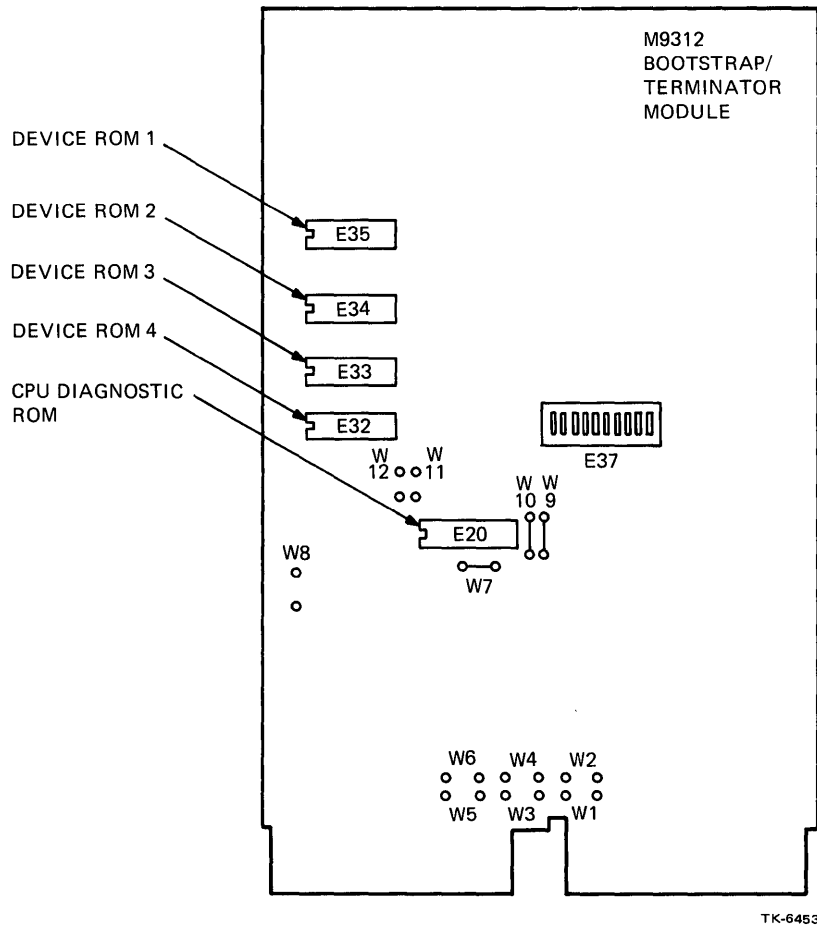 M9312
BOOTSTRAP/
TERMINATOR
MODULE
DEVICE ROM 1
E35
DEVICE ROM 2
E34
DEVICE ROM 3
E33
DEVICE ROM 4
E32
CPU DIAGNOSTIC
ROM
E37
W W
12 11
W W
10 9
E20
W8
W7
W6 W4 W2
W5 W3 W1
TK-6453